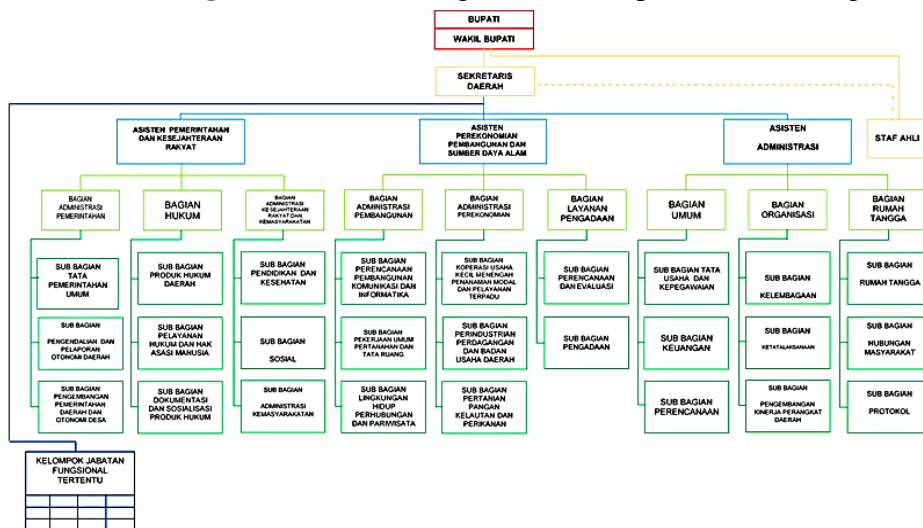 BUPATI
WAKIL BUPATI
SEKRETARIS
DAERAH
STAF AHLI
ASISTEN PEMERINTAHAN
DAN KESEJAHTERAAN
RAKYAT
ASISTEN
PEREKONOMIAN
PEMBANGUNAN DAN
SUMBER DAYA ALAM
ASISTEN
ADMINISTRASI
BAGIAN
ADMINISTRASI
PEMERINTAHAN
BAGIAN
HUKUM
BAGIAN
ADMINISTRASI
KESEJAHTERAAN
RAKYAT DAN
KEMASYARAKATAN
BAGIAN
ADMINISTRASI
PEMBANGUNAN
BAGIAN
ADMINISTRASI
PEREKONOMIAN
BAGIAN
LAYANAN
PENGADAAN
BAGIAN
UMUM
BAGIAN
ORGANISASI
BAGIAN
RUMAH
TANGGA
SUB BAGIAN
TATA
PEMERINTAHAN
UMUM
SUB BAGIAN
PRODUK HUKUM
DAERAH
SUB BAGIAN
PENDIDIKAN DAN
KESEHATAN
SUB BAGIAN
PERENCANAAN
PEMBANGUNAN
KOMUNIKASI DAN
INFORMATIKA
SUB BAGIAN
KOPERASI USAHA
KECIL MENENGAH
PENANAMAN MODAL
DAN PELAYANAN
TERPADU
SUB BAGIAN
PERENCANAAN
DAN EVALUASI
SUB BAGIAN TATA
USAHA DAN
KEPEGAWAIAN
SUB BAGIAN
KELEMBAGAAN
SUB BAGIAN
RUMAH TANGGA
SUB BAGIAN
PENGENDALIAN DAN
PELAPORAN
OTONOMI DAERAH
SUB BAGIAN
PELAYANAN
HUKUM DAN HAK
ASASI MANUSIA
SUB BAGIAN
SOSIAL
SUB BAGIAN
PEKERJAAN UMUM
PERTANAHAN DAN
TATA RUANG
SUB BAGIAN
PERINDUSTRIAN
PERDAGANGAN
DAN BADAN
USAHA DAERAH
SUB BAGIAN
PENGADAAN
SUB BAGIAN
KEUANGAN
SUB BAGIAN
KETATALAKSANAAN
SUB BAGIAN
HUBUNGAN
MASYARAKAT
SUB BAGIAN
PENGEMBANGAN
PEMERINTAHAN
DAERAH DAN
OTONOMI DESA
SUB BAGIAN
DOKUMENTASI
DAN SOSIALISASI
PRODUK HUKUM
SUB BAGIAN
ADMINISTRASI
KEMASYARAKATAN
SUB BAGIAN
LINGKUNGAN
HIDUP
PERHUBUNGAN
DAN PARIWISATA
SUB BAGIAN
PERTANIAN
PANGAN
KELAUTAN DAN
PERIKANAN
SUB BAGIAN
PERENCANAAN
SUB BAGIAN
PENGEMBANGAN
KINERJA PERANGKAT
DAERAH
SUB BAGIAN
PROTOKOL
KELOMPOK JABATAN
FUNGSIONAL
TERTENTU